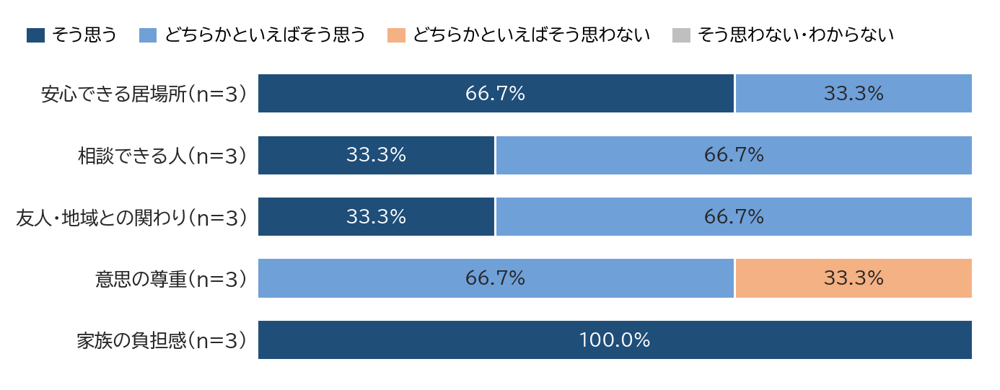 そう思う どちらかといえばそう思う どちらかといえばそう思わない そう思わない・わからない
安心できる居場所(n=3) 66.7% 33.3%
相談できる人(n=3) 33.3% 66.7%
友人・地域との関わり(n=3) 33.3% 66.7%
意思の尊重(n=3) 66.7% 33.3%
家族の負担感(n=3) 100.0%